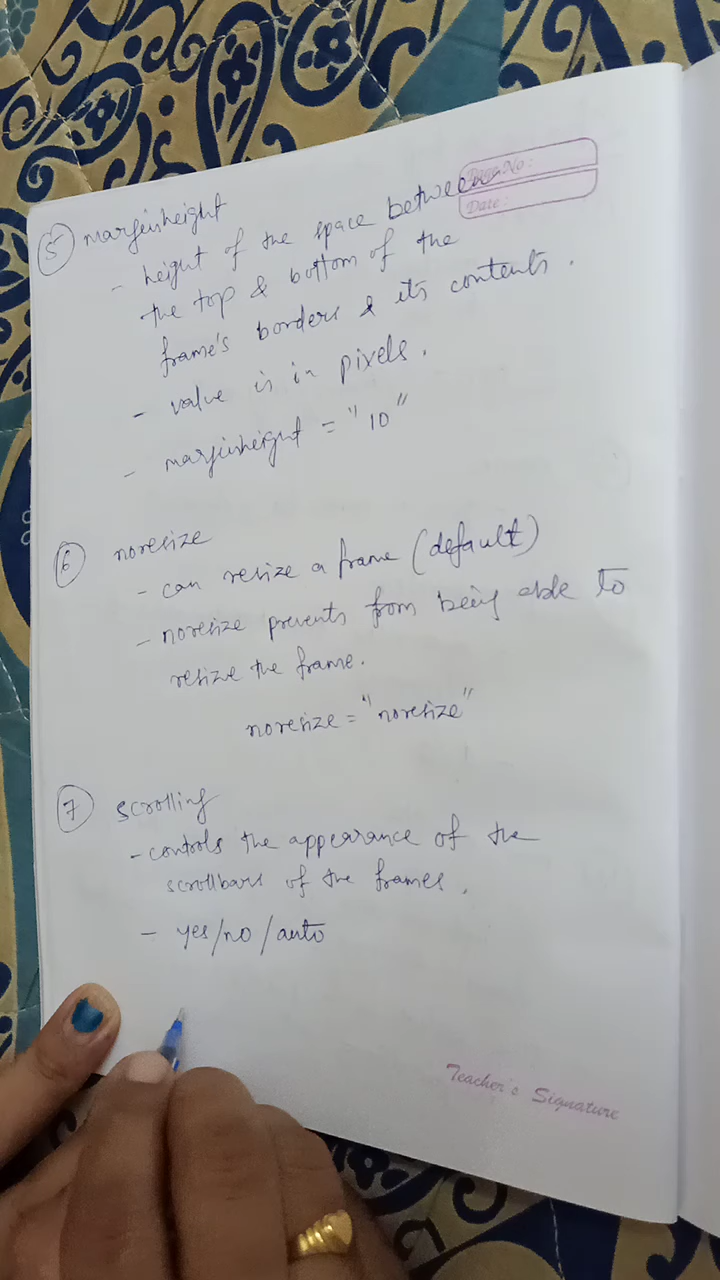 Page No:
Date:
⑤ marginheight
- height of the space between
the top & bottom of the
frame's borders & its contents.
- value is in pixels.
- marginheight = "10"
⑥ noresize
- can resize a frame (default)
- noresize prevents from being able to
resize the frame.
noresize = "noresize"
⑦ scrolling
- controls the appearance of the
scrollbars of the frames.
- yes/no/auto
Teacher's Signature